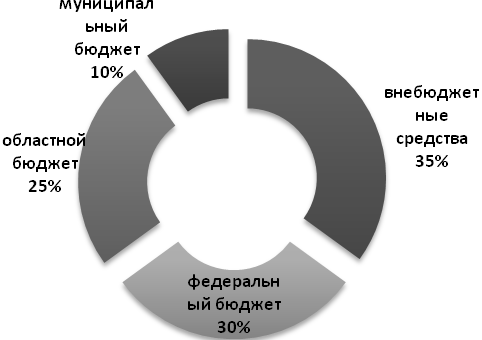 муниципал
ьный
бюджет
10%
внебюджет
ные
средства
35%
областной
бюджет
25%
федеральн
ый бюджет
30%